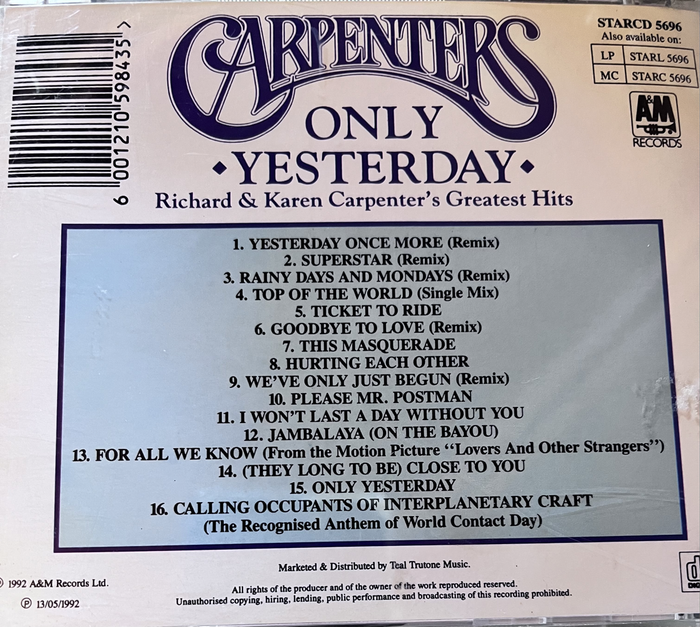 STARCD 5696
Also available on:
LP STARL 5696
MC STARC 5696
A&M
RECORDS
CARPENTERS
ONLY
•YESTERDAY•
Richard & Karen Carpenter's Greatest Hits
6 001210 598435 >
1. YESTERDAY ONCE MORE (Remix)
2. SUPERSTAR (Remix)
3. RAINY DAYS AND MONDAYS (Remix)
4. TOP OF THE WORLD (Single Mix)
5. TICKET TO RIDE
6. GOODBYE TO LOVE (Remix)
7. THIS MASQUERADE
8. HURTING EACH OTHER
9. WE'VE ONLY JUST BEGUN (Remix)
10. PLEASE MR. POSTMAN
11. I WON'T LAST A DAY WITHOUT YOU
12. JAMBALAYA (ON THE BAYOU)
13. FOR ALL WE KNOW (From the Motion Picture "Lovers And Other Strangers")
14. (THEY LONG TO BE) CLOSE TO YOU
15. ONLY YESTERDAY
16. CALLING OCCUPANTS OF INTERPLANETARY CRAFT
(The Recognised Anthem of World Contact Day)
Marketed & Distributed by Teal Trutone Music.
© 1992 A&M Records Ltd.
℗ 13/05/1992
All rights of the producer and of the owner of the work reproduced reserved.
Unauthorised copying, hiring, lending, public performance and broadcasting of this recording prohibited.